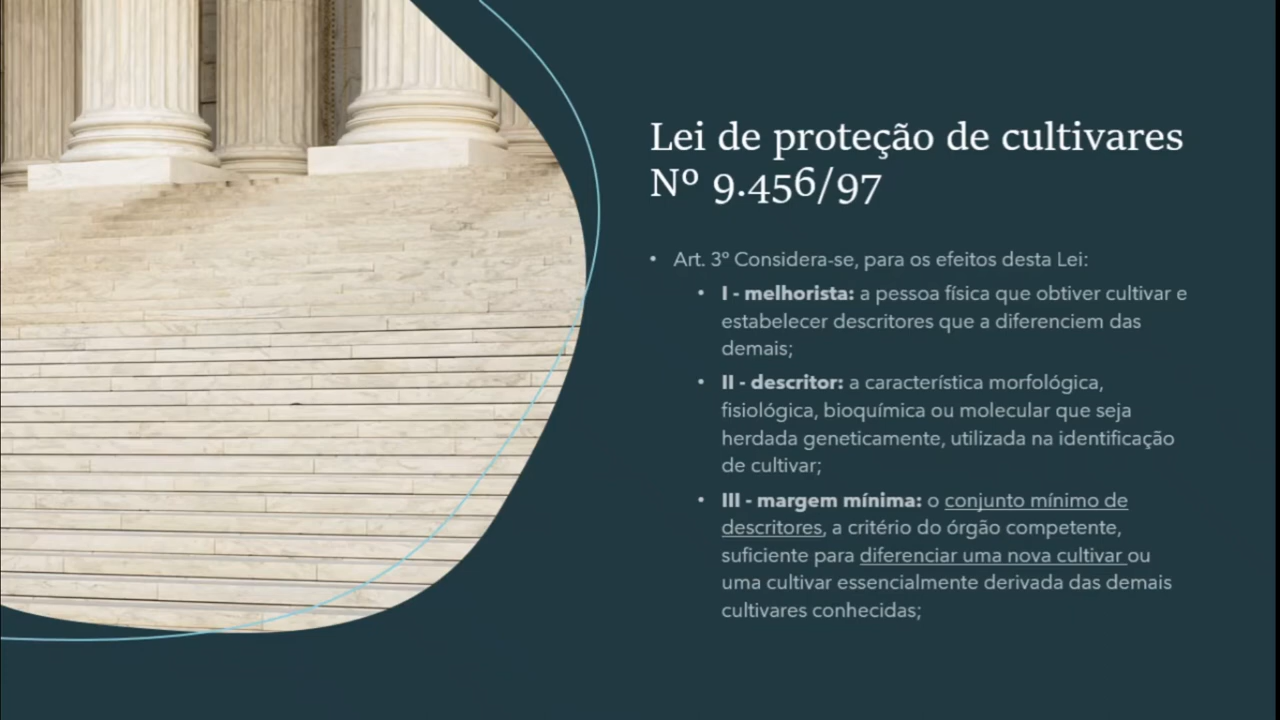 Lei de proteção de cultivares
Nº 9.456/97
• Art. 3º Considera-se, para os efeitos desta Lei:
• I - melhorista: a pessoa física que obtiver cultivar e
estabelecer descritores que a diferenciem das
demais;
• II - descritor: a característica morfológica,
fisiológica, bioquímica ou molecular que seja
herdada geneticamente, utilizada na identificação
de cultivar;
• III - margem mínima: o conjunto mínimo de
descritores, a critério do órgão competente,
suficiente para diferenciar uma nova cultivar ou
uma cultivar essencialmente derivada das demais
cultivares conhecidas;